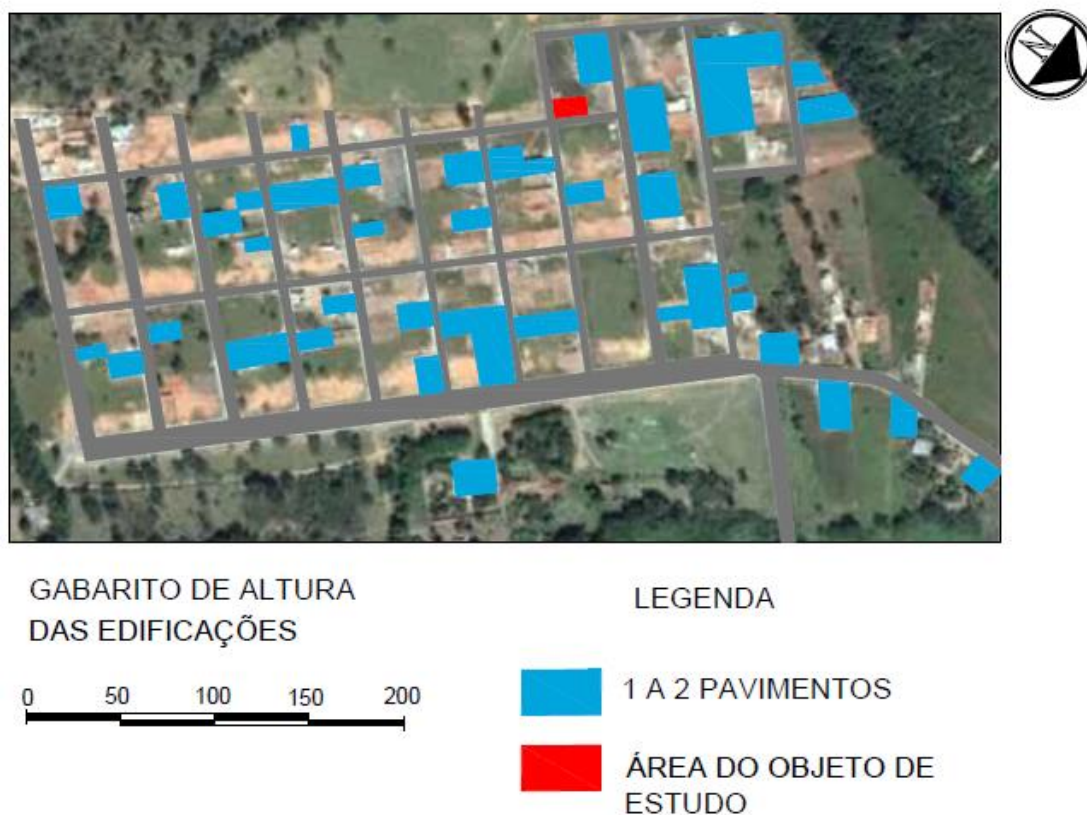 N
GABARITO DE ALTURA
DAS EDIFICAÇÕES
LEGENDA
0 50 100 150 200
1 A 2 PAVIMENTOS
ÁREA DO OBJETO DE
ESTUDO